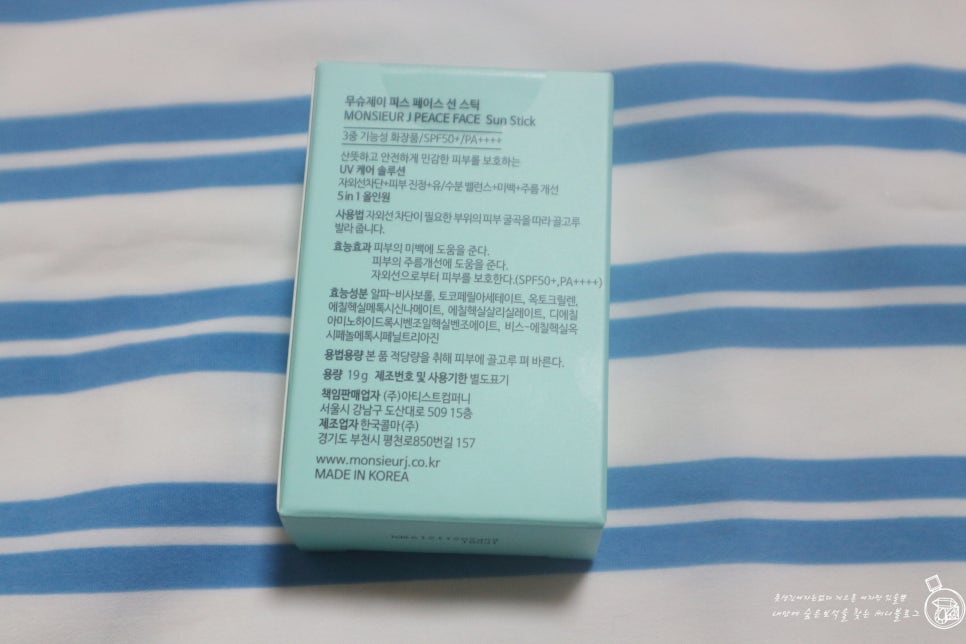 무슈제이 피스 페이스 선 스틱
MONSIEUR J PEACE FACE Sun Stick
3중 기능성 화장품/SPF50+/PA++++
산뜻하고 안전하게 민감한 피부를 보호하는
UV 케어 솔루션
자외선차단+피부 진정+유/수분 밸런스+미백+주름 개선
5 in 1 올인원
사용법 자외선 차단이 필요한 부위의 피부 굴곡을 따라 골고루
발라 줍니다.
효능효과 피부의 미백에 도움을 준다.
피부의 주름개선에 도움을 준다.
자외선으로부터 피부를 보호한다.(SPF50+,PA++++)
효능성분 알파-비사보롤, 토코페릴아세테이트, 옥토크릴렌,
에칠헥실메톡시신나메이트, 에칠헥실살리실레이트, 디에칠
아미노하이드록시벤조일헥실벤조에이트, 비스-에칠헥실옥
시페놀메톡시페닐트리아진
용법용량 본 품 적당량을 취해 피부에 골고루 펴 바른다.
용량 19g 제조번호 및 사용기한 별도표기
책임판매업자 (주)아티스트컴퍼니
서울시 강남구 도산대로 509 15층
제조업자 한국콜마(주)
경기도 부천시 평천로850번길 157
www.monsieurj.co.kr
MADE IN KOREA
내안에 숨은보석을 찾는 써니블로그